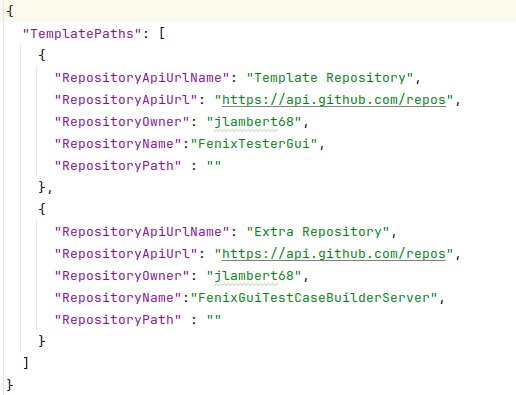 {
  "TemplatePaths": [
    {
      "RepositoryApiUrlName": "Template Repository",
      "RepositoryApiUrl": "https://api.github.com/repos",
      "RepositoryOwner": "jlambert68",
      "RepositoryName":"FenixTesterGui",
      "RepositoryPath" : ""
    },
    {
      "RepositoryApiUrlName": "Extra Repository",
      "RepositoryApiUrl": "https://api.github.com/repos",
      "RepositoryOwner": "jlambert68",
      "RepositoryName":"FenixGuiTestCaseBuilderServer",
      "RepositoryPath" : ""
    }
  ]
}